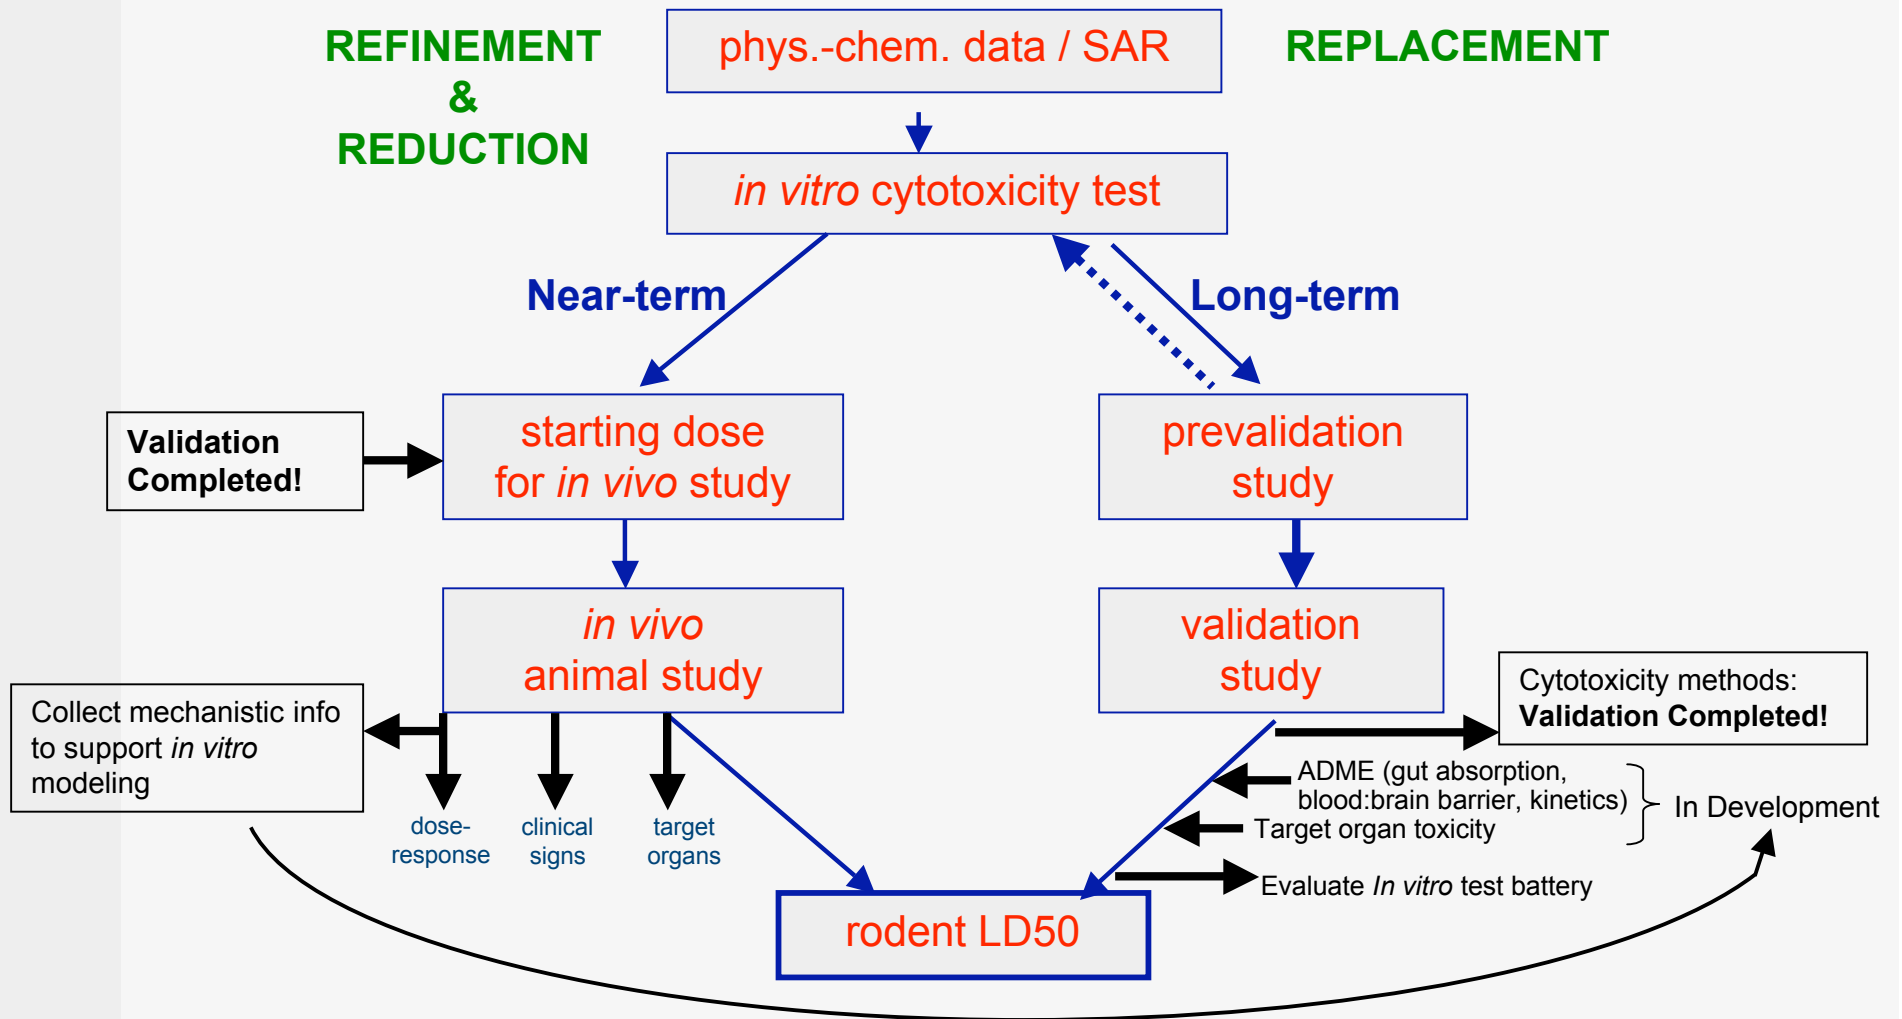 REFINEMENT
&
REDUCTION
phys.-chem. data / SAR
REPLACEMENT
in vitro cytotoxicity test
Near-term
Long-term
Validation
Completed!
starting dose
for in vivo study
prevalidation
study
in vivo
animal study
validation
study
Collect mechanistic info
to support in vitro
modeling
Cytotoxicity methods:
Validation Completed!
dose-
response
clinical
signs
target
organs
ADME (gut absorption,
blood:brain barrier, kinetics)
Target organ toxicity
In Development
Evaluate In vitro test battery
rodent LD50